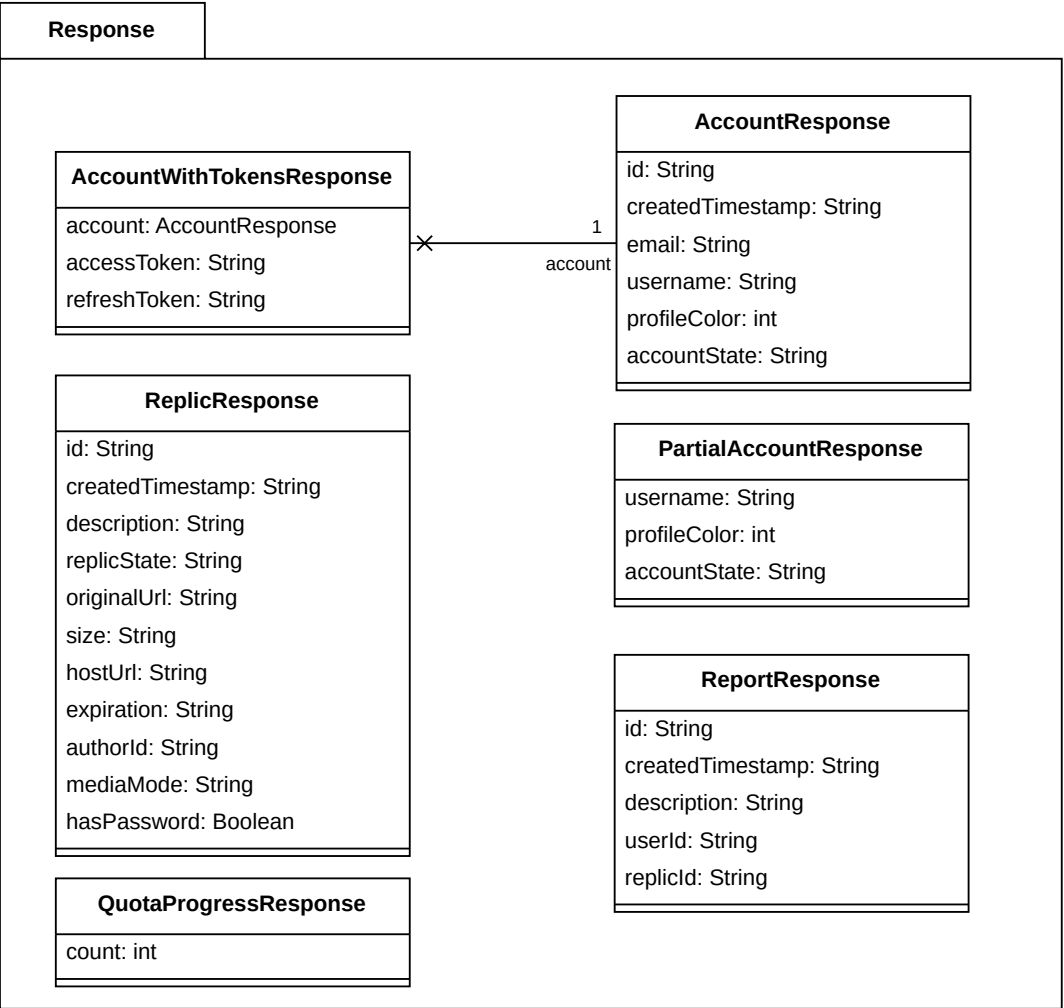 Response
AccountWithTokensResponse
account: AccountResponse
accessToken: String
refreshToken: String
1
account
AccountResponse
id: String
createdTimestamp: String
email: String
username: String
profileColor: int
accountState: String
ReplicResponse
id: String
createdTimestamp: String
description: String
replicState: String
originalUrl: String
size: String
hostUrl: String
expiration: String
authorId: String
mediaMode: String
hasPassword: Boolean
PartialAccountResponse
username: String
profileColor: int
accountState: String
ReportResponse
id: String
createdTimestamp: String
description: String
userId: String
replicId: String
QuotaProgressResponse
count: int